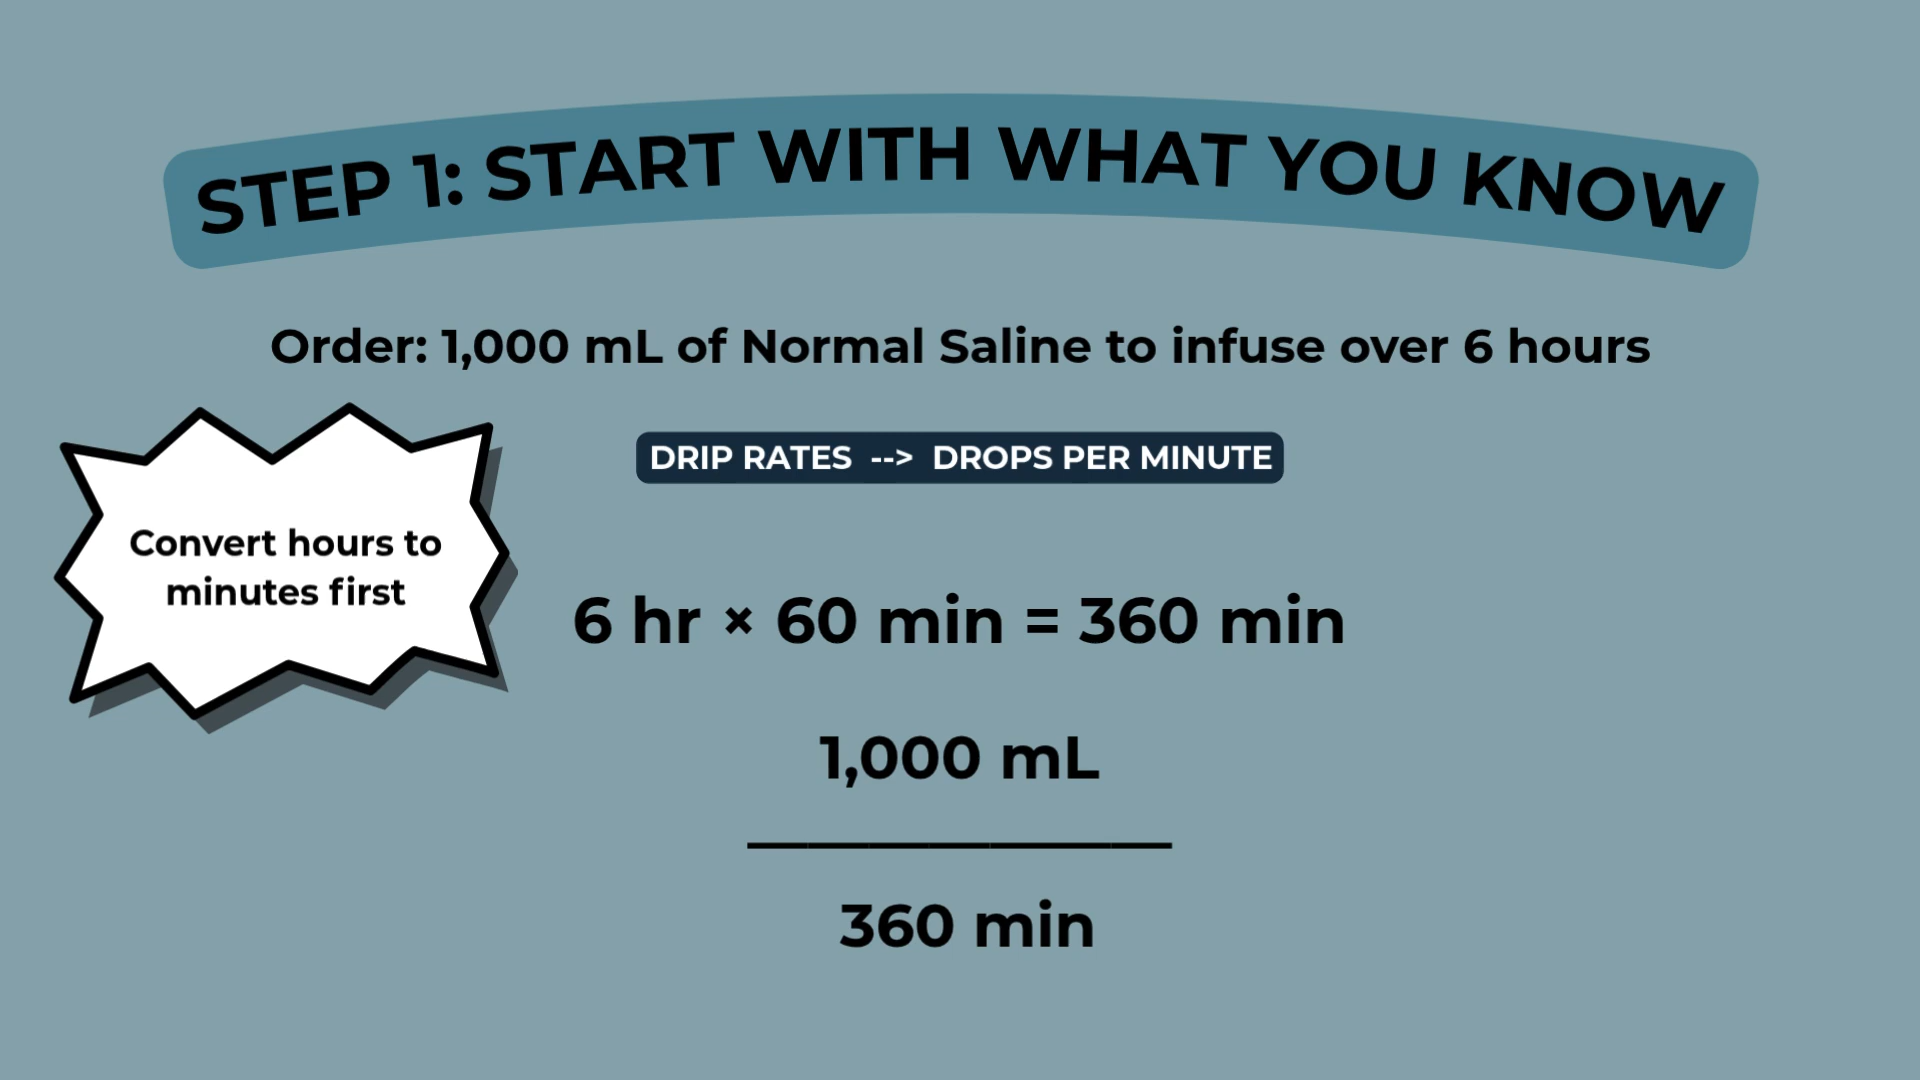 STEP 1: START WITH WHAT YOU KNOW
Order: 1,000 mL of Normal Saline to infuse over 6 hours
DRIP RATES --> DROPS PER MINUTE
Convert hours to
minutes first
6 hr × 60 min = 360 min
1,000 mL
360 min